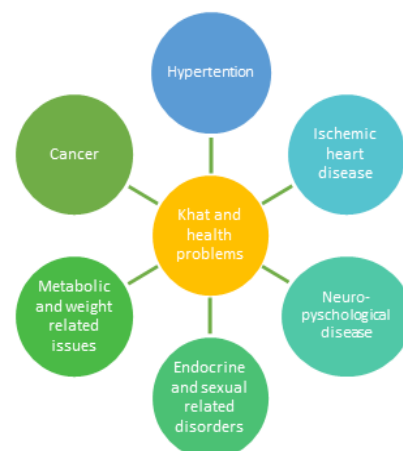 Hypertention
Ischemic
heart
disease
Neuro-
pyschological
disease
Endocrine
and sexual
related
disorders
Metabolic
and weight
related
issues
Cancer
Khat and
health
problems